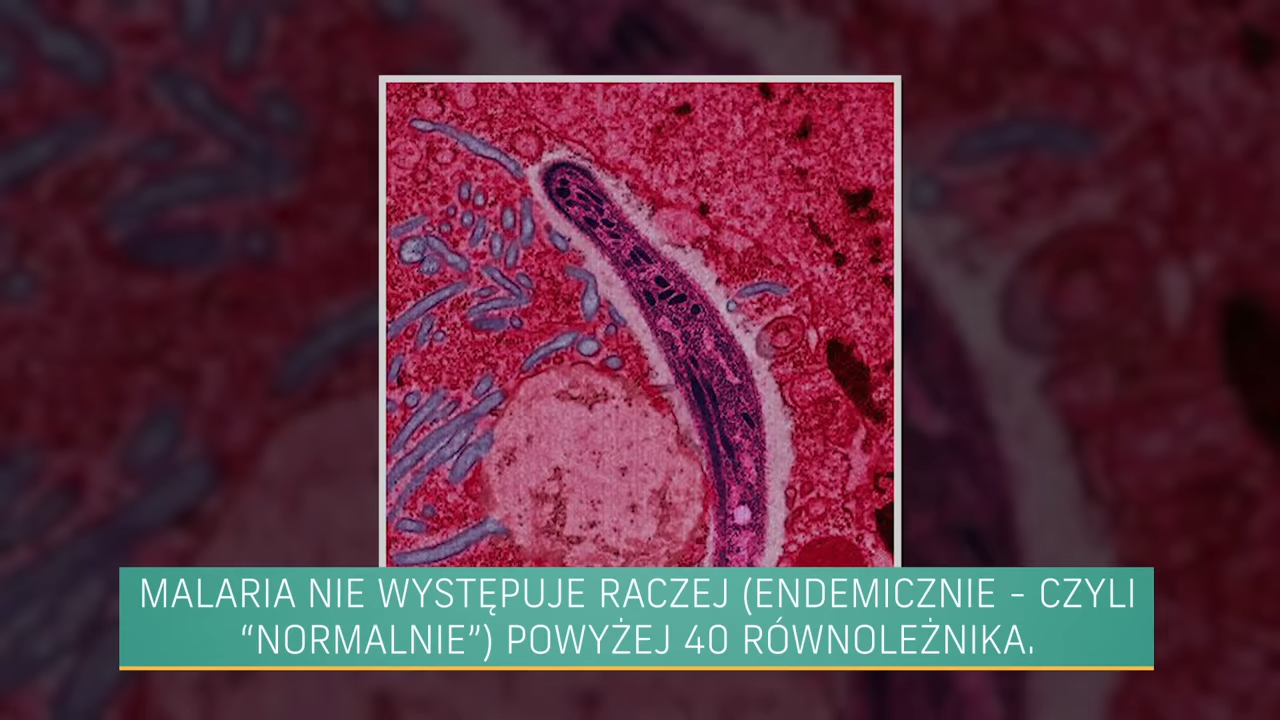 MALARIA NIE WYSTĘPUJE RACZEJ (ENDEMICZNIE - CZYLI
“NORMALNIE”) POWYŻEJ 40 RÓWNOLEŻNIKA.